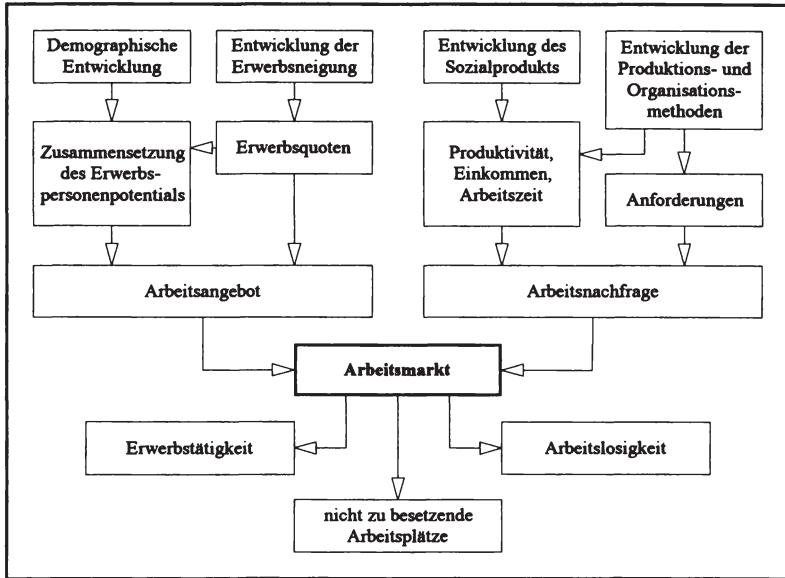 Demographische
Entwicklung
Entwicklung der
Erwerbsneigung
Entwicklung des
Sozialprodukts
Entwicklung der
Produktions- und
Organisations-
methoden
Zusammensetzung
des Erwerbs-
personenpotentials
Erwerbsquoten
Produktivität,
Einkommen,
Arbeitszeit
Anforderungen
Arbeitsangebot
Arbeitsnachfrage
Arbeitsmarkt
Erwerbstätigkeit
Arbeitslosigkeit
nicht zu besetzende
Arbeitsplätze